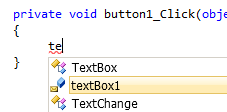 private void button1_Click(obje
{
te
}
TextBox
textBox1
TextChange